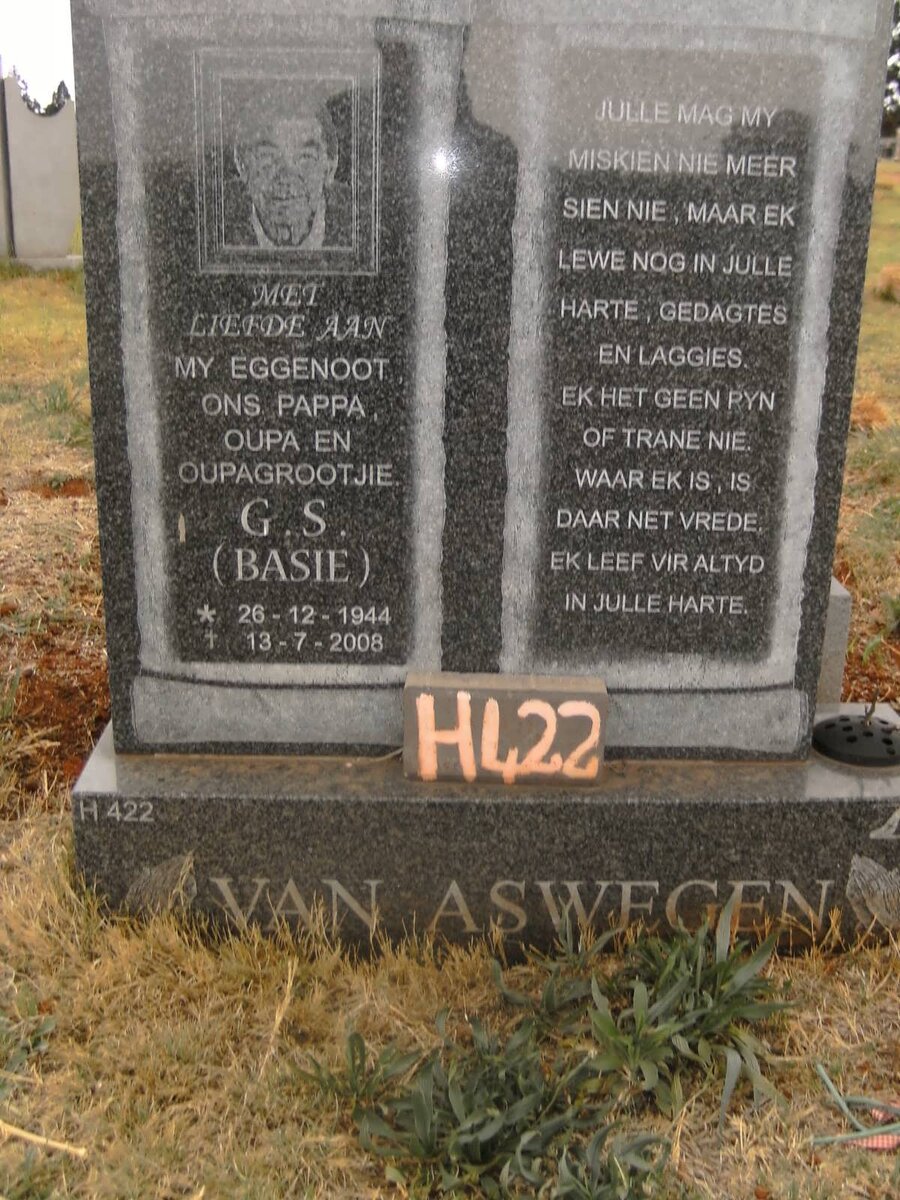 MET
LIEFDE AAN
MY EGGENOOT
ONS PAPPA,
OUPA EN
OUPAGROOTJIE.
G.S.
(BASIE)
* 26-12-1944
† 13-7-2008
JULLE MAG MY
MISKIEN NIE MEER
SIEN NIE, MAAR EK
LEWE NOG IN JULLE
HARTE, GEDAGTES
EN LAGGIES.
EK HET GEEN PYN
OF TRANE NIE.
WAAR EK IS, IS
DAAR NET VREDE.
EK LEEF VIR ALTYD
IN JULLE HARTE.
H422
H 422
VAN ASWEGEN